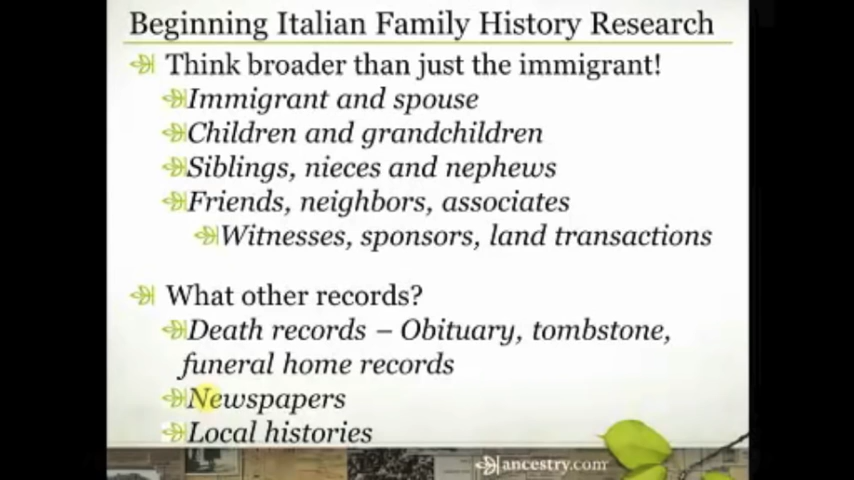 Beginning Italian Family History Research
Think broader than just the immigrant!
Immigrant and spouse
Children and grandchildren
Siblings, nieces and nephews
Friends, neighbors, associates
Witnesses, sponsors, land transactions
What other records?
Death records – Obituary, tombstone,
funeral home records
Newspapers
Local histories
ancestry.com